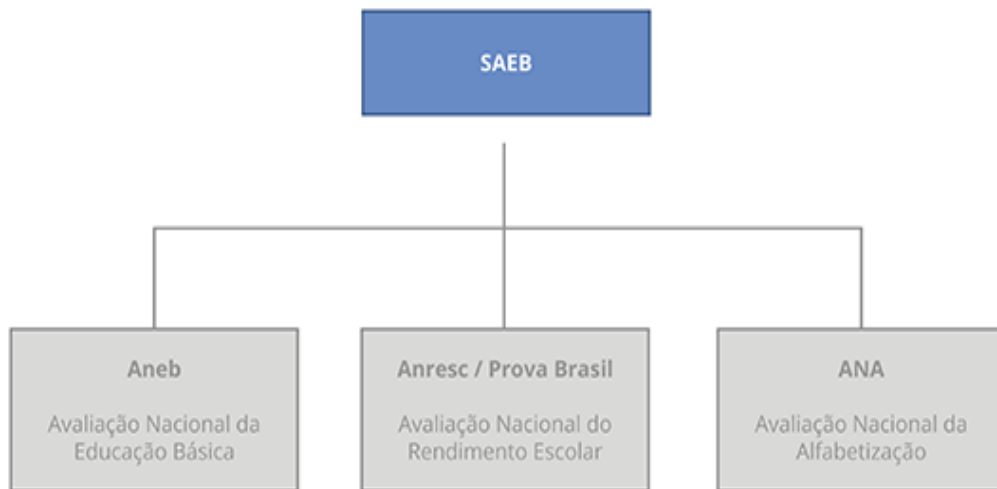 SAEB
Aneb
Avaliação Nacional da
Educação Básica
Anresc / Prova Brasil
Avaliação Nacional do
Rendimento Escolar
ANA
Avaliação Nacional da
Alfabetização